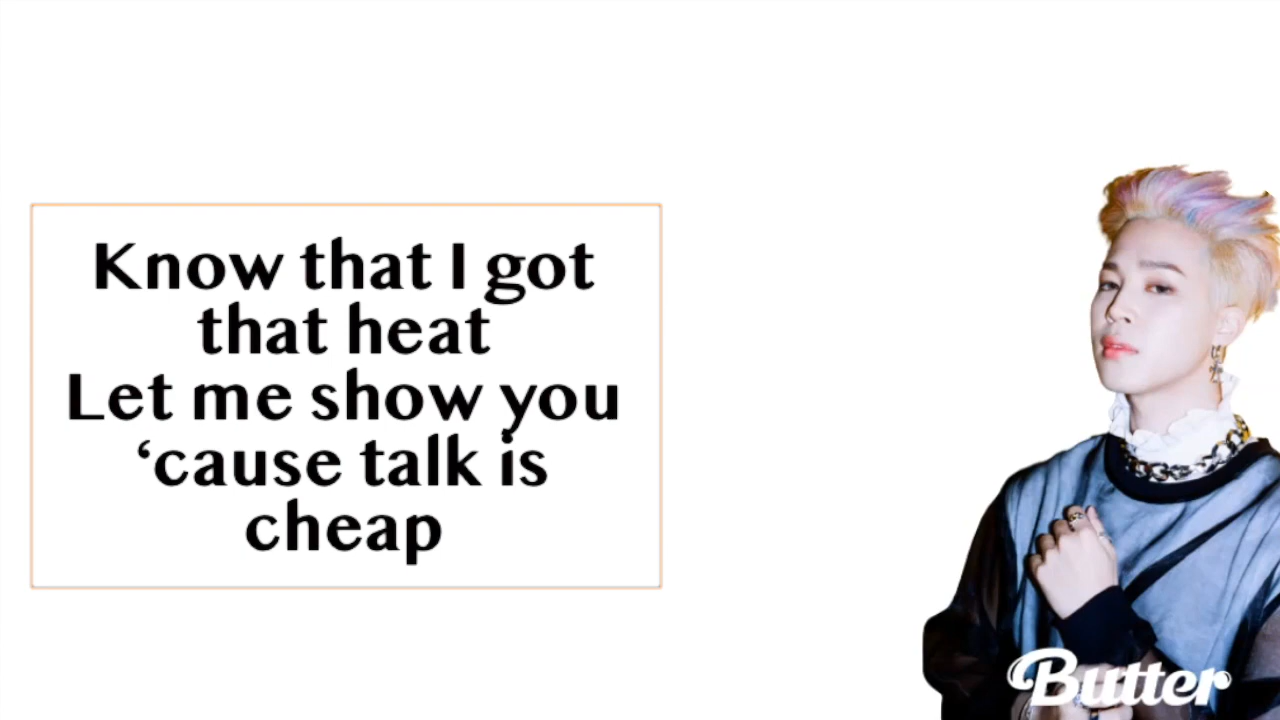 Know that I got
that heat
Let me show you
‘cause talk is
cheap
Butter